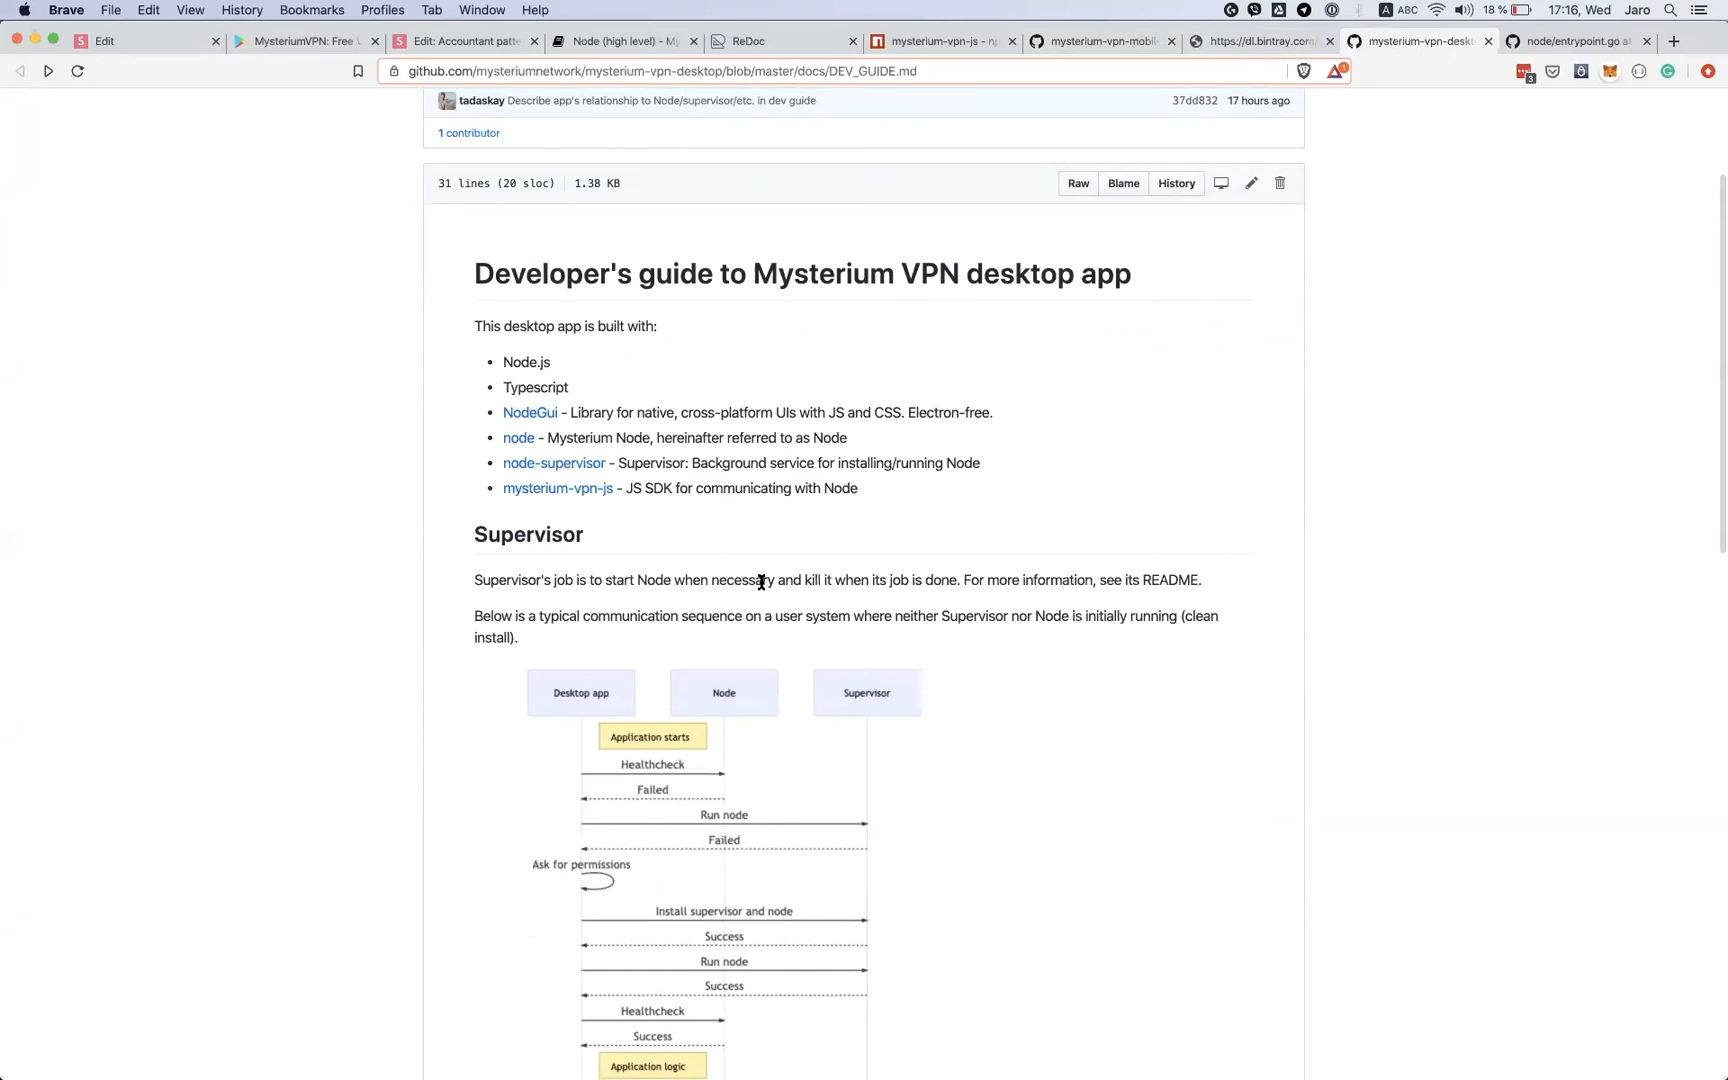 Brave File Edit View History Bookmarks Profiles Tab Window Help A ABC 18 % 17:16, Wed Jaro
Edit MysteriumVPN: Free V Edit: Accountant patte Node (high level) - My ReDoc mysterium-vpn-js - np mysterium-vpn-mobil https://dl.bintray.com mysterium-vpn-deskt node/entrypoint.go at
github.com/mysteriumnetwork/mysterium-vpn-desktop/blob/master/docs/DEV_GUIDE.md
tadaskay Describe app's relationship to Node/supervisor/etc. in dev guide 37dd832 17 hours ago
1 contributor
31 lines (20 sloc) 1.38 KB Raw Blame History
Developer's guide to Mysterium VPN desktop app
This desktop app is built with:
• Node.js
• Typescript
• NodeGui - Library for native, cross-platform UIs with JS and CSS. Electron-free.
• node - Mysterium Node, hereinafter referred to as Node
• node-supervisor - Supervisor: Background service for installing/running Node
• mysterium-vpn-js - JS SDK for communicating with Node
Supervisor
Supervisor's job is to start Node when necessary and kill it when its job is done. For more information, see its README.
Below is a typical communication sequence on a user system where neither Supervisor nor Node is initially running (clean
install).
Desktop app Node Supervisor
Application starts
Healthcheck
Failed
Run node
Failed
Ask for permissions
Install supervisor and node
Success
Run node
Success
Healthcheck
Success
Application logic